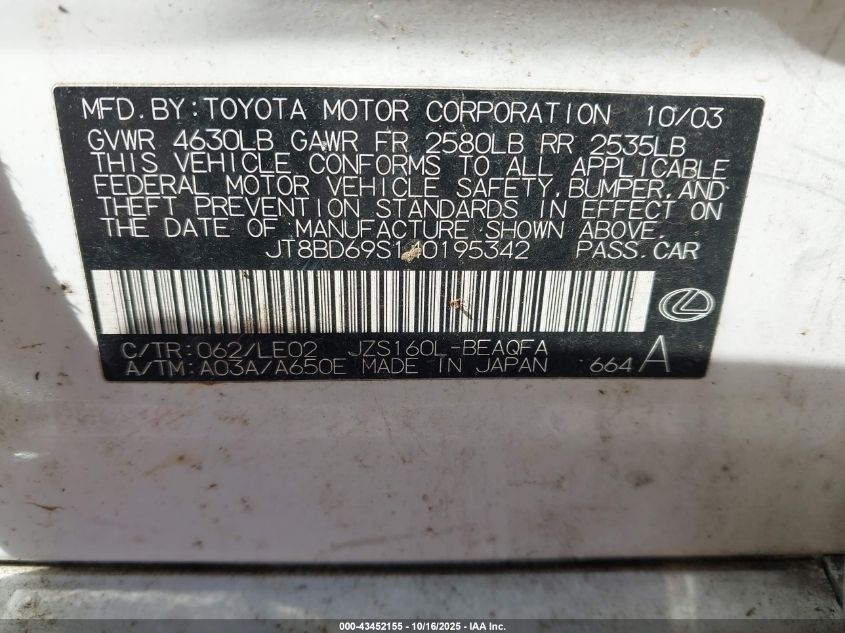 MFD.BY:TOYOTA MOTOR CORPORATION 10/03
GVWR 4630LB GAWR FR 2580LB RR 2535LB
THIS VEHICLE CONFORMS TO ALL APPLICABLE
FEDERAL MOTOR VEHICLE SAFETY,BUMPER,AND
THEFT PREVENTION STANDARDS IN EFFECT ON
THE DATE OF MANUFACTURE SHOWN ABOVE.
JT8BD69S140195342 PASS.CAR
C/TR:062/LE02 JZS160L-BEAQFA
A/TM:A03A/A650E MADE IN JAPAN 664 A
000-43452155 - 10/16/2025 - IAA Inc.